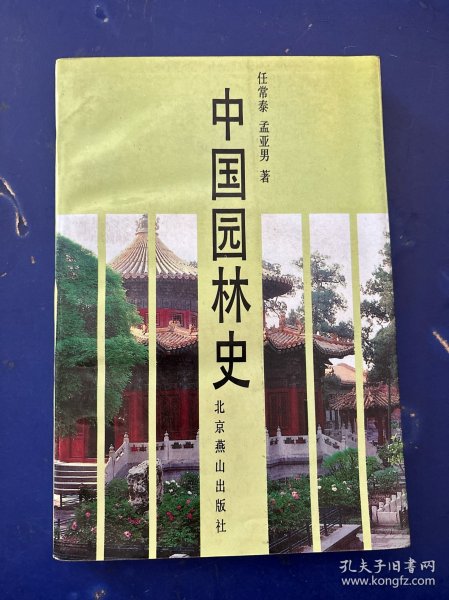 任常泰 孟亚男 著
中国园林史
北京燕山出版社
孔夫子旧书网
www.kongfz.com